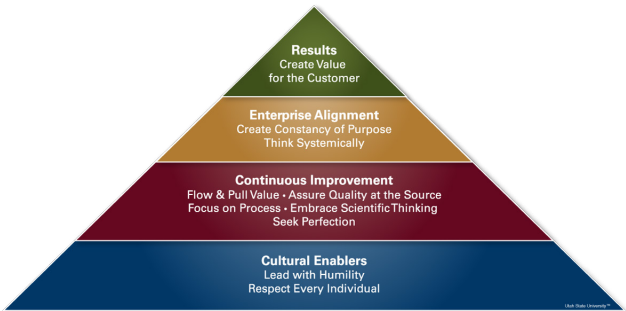 Results
Create Value
for the Customer
Enterprise Alignment
Create Constancy of Purpose
Think Systemically
Continuous Improvement
Flow & Pull Value • Assure Quality at the Source
Focus on Process • Embrace Scientific Thinking
Seek Perfection
Cultural Enablers
Lead with Humility
Respect Every Individual
Utah State University™